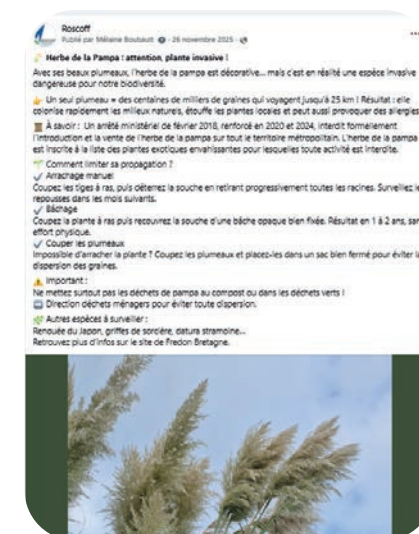 Roscoff
Publié par Mélaine Boutautt · 26 novembre 2025 ·
Herbe de la Pampa : attention, plante invasive !
Avec ses beaux plumeaux, l'herbe de la pampa est décorative... mais c'est en réalité une espèce invasive
dangereuse pour notre biodiversité.
👉 Un seul plumeau = des centaines de milliers de graines qui voyagent jusqu'à 25 km ! Résultat : elle
colonise rapidement les milieux naturels, étouffe les plantes locales et peut aussi provoquer des allergies
À savoir : Un arrêté ministériel de février 2018, renforcé en 2020 et 2024, interdit formellement
l'introduction et la vente de l'herbe de la pampa sur tout le territoire métropolitain. L'herbe de la pampa
est inscrite à la liste des plantes exotiques envahissantes pour lesquelles toute activité est interdite.
🌱 Comment limiter sa propagation ?
✔ Arrachage manuel
Coupez les tiges à ras, puis déterrez la souche en retirant progressivement toutes les racines. Surveillez le
repousses dans les mois suivants.
✔ Bâchage
Coupez la plante à ras puis recouvrez la souche d'une bâche opaque bien fixée. Résultat en 1 à 2 ans, san
effort physique.
✔ Couper les plumeaux
Impossible d'arracher la plante ? Coupez les plumeaux et placez-les dans un sac bien fermé pour éviter la
dispersion des graines.
⚠ Important :
Ne mettez surtout pas les déchets de pampa au compost ou dans les déchets verts !
➡ Direction déchets ménagers pour éviter toute dispersion.
🌿 Autres espèces à surveiller :
Renouée du Japon, griffes de sorcière, datura stramoine...
Retrouvez plus d'infos sur le site de Fredon Bretagne.